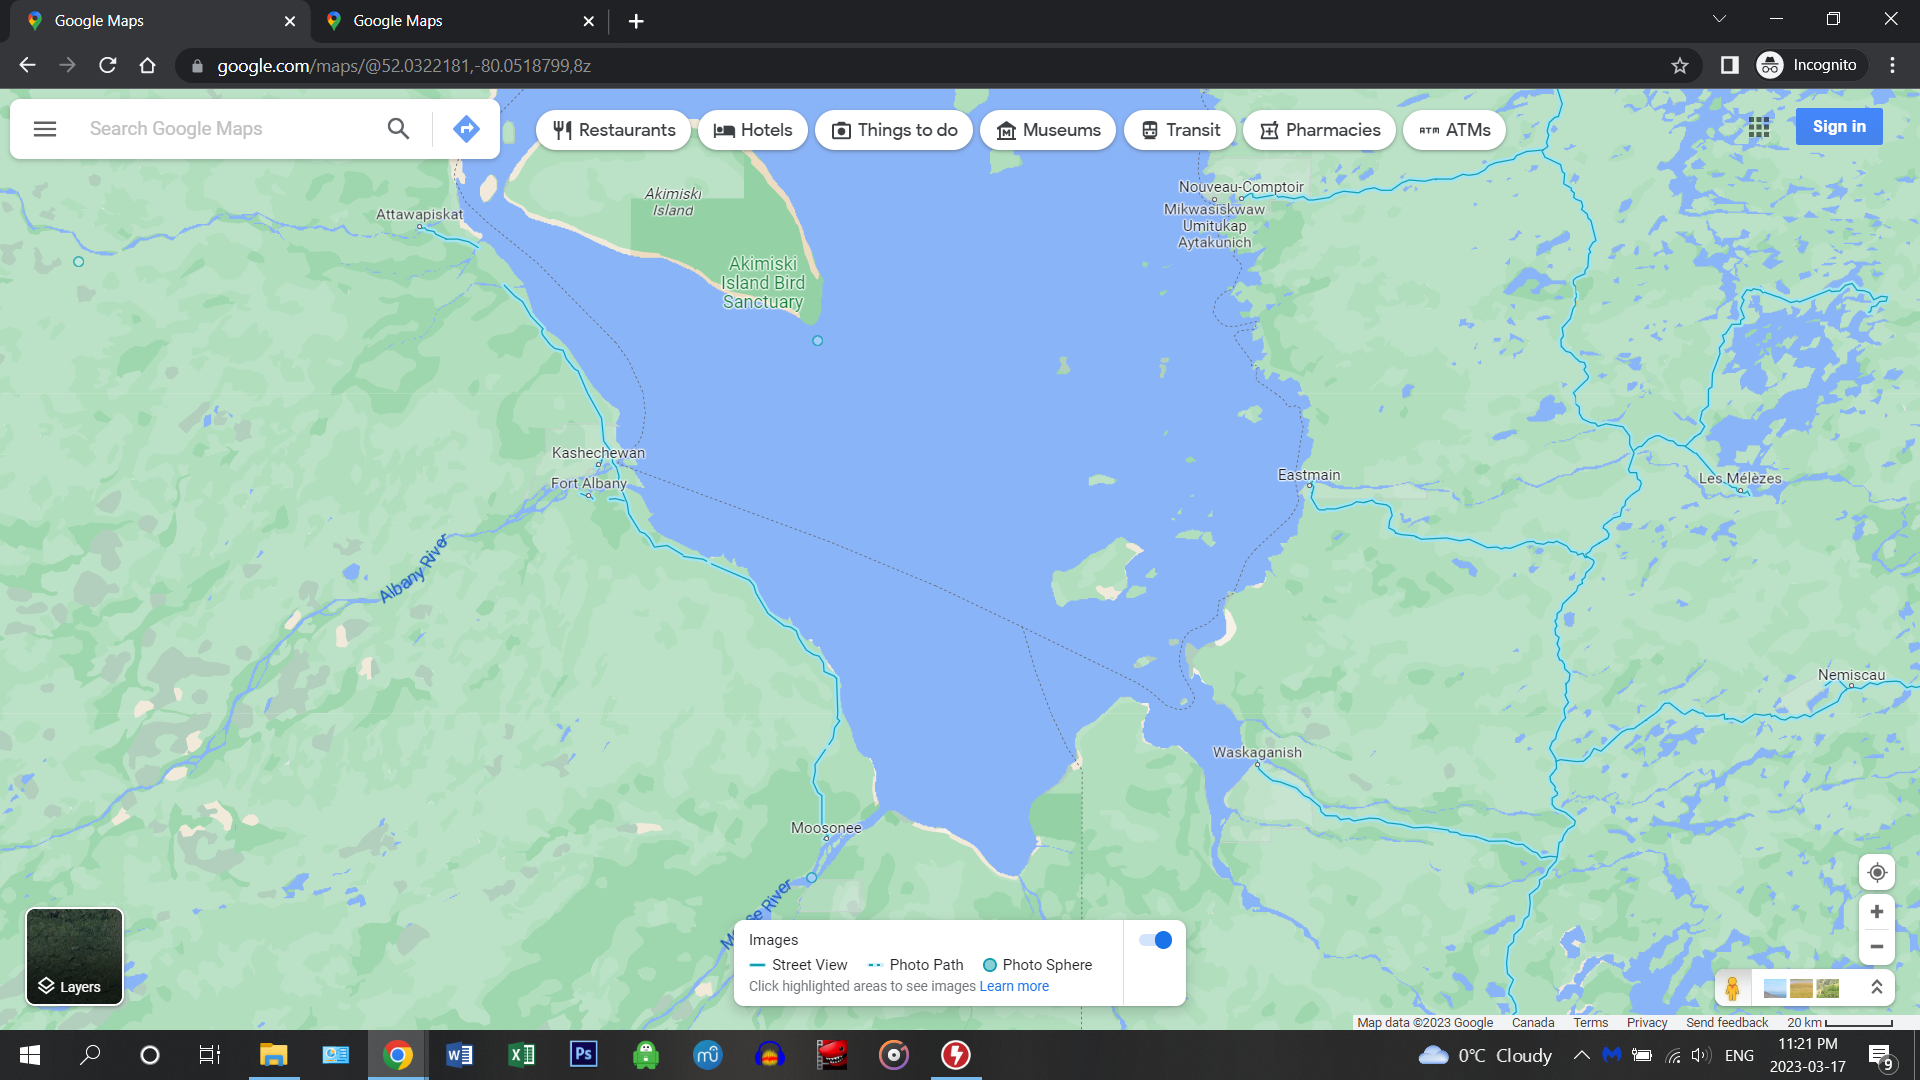 Google Maps
Google Maps
google.com/maps/@52.0322181,-80.0518799,8z
Incognito
Search Google Maps
Restaurants
Hotels
Things to do
Museums
Transit
Pharmacies
ATM ATMs
Sign in
Akimiski
Island
Nouveau-Comptoir
Attawapiskat
Mikwasiskwaw
Umitukap
Aytakunich
Akimiski
Island Bird
Sanctuary
Kashechewan
Fort Albany
Eastmain
Les Mélèzes
Albany River
Nemiscau
Waskaganish
Moosonee
se River
Images
Street View
Photo Path
Photo Sphere
Click highlighted areas to see images Learn more
Layers
Map data ©2023 Google Canada Terms Privacy Send feedback 20 km
0°C Cloudy
ENG
11:21 PM
2023-03-17
9